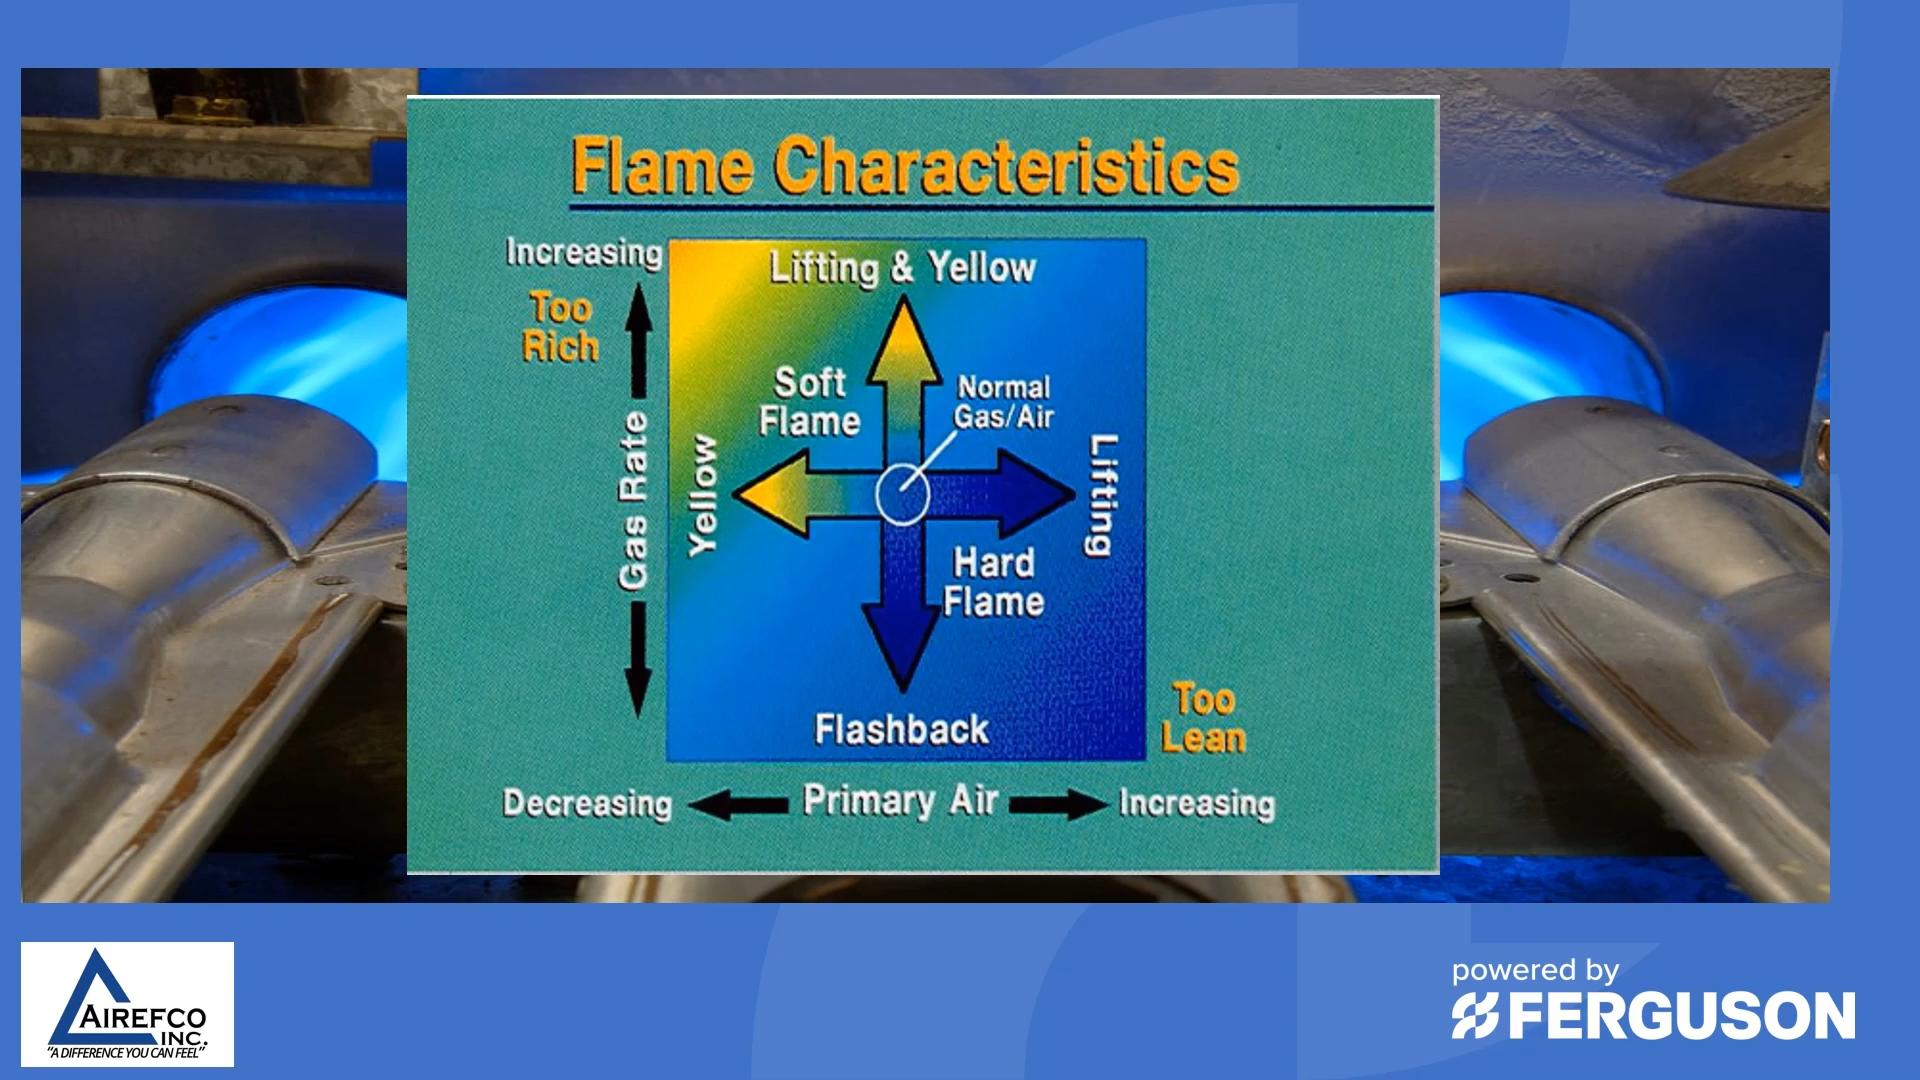 Flame Characteristics
Increasing
Too
Rich
Gas Rate
Lifting & Yellow
Soft
Flame
Normal
Gas/Air
Yellow
Lifting
Hard
Flame
Flashback
Too
Lean
Decreasing
Primary Air
Increasing
AIREFCO
INC.
"A DIFFERENCE YOU CAN FEEL"
powered by
FERGUSON